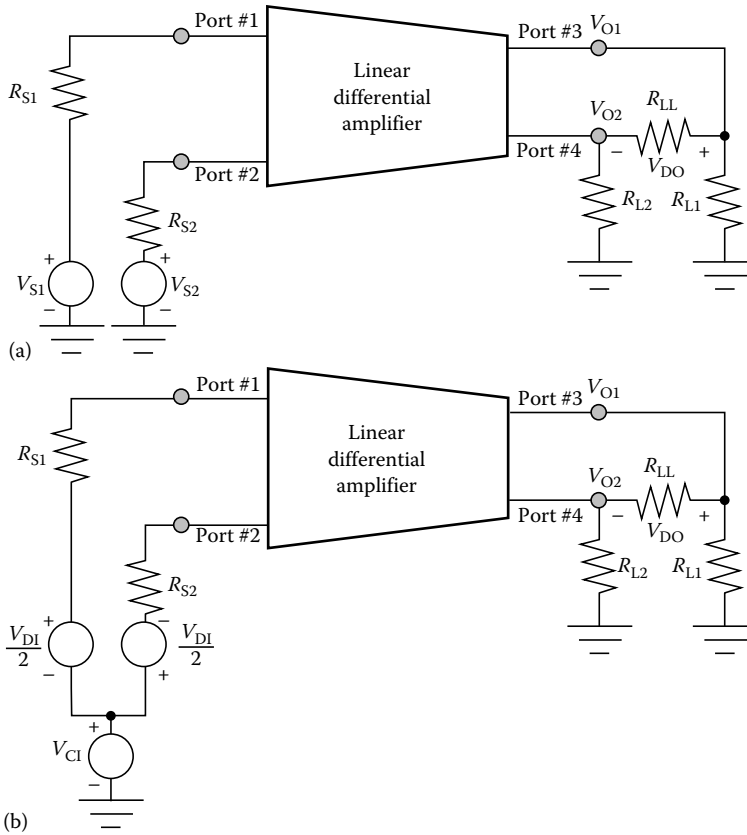 Port #1
Port #3
V_O1
R_S1
Linear
differential
amplifier
V_O2
R_LL
Port #4
−
V_DO
+
Port #2
R_S2
R_L2
R_L1
+
+
V_S1
V_S2
−
−
(a)
Port #1
Port #3
V_O1
R_S1
Linear
differential
amplifier
V_O2
R_LL
Port #4
−
V_DO
+
Port #2
R_S2
R_L2
R_L1
+
−
V_DI
2
V_DI
2
−
+
+
V_CI
−
(b)